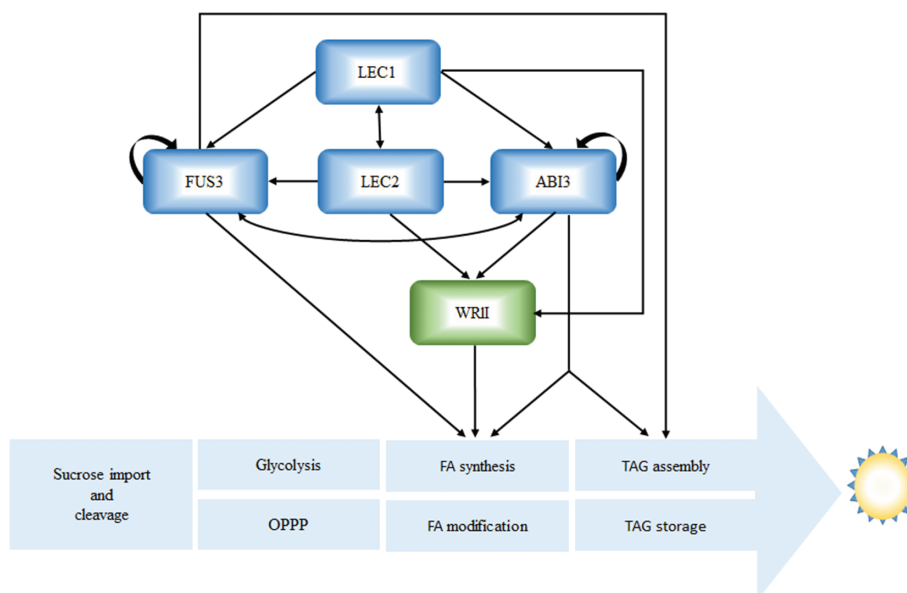 LEC1
FUS3
LEC2
ABI3
WRII
Sucrose import
and
cleavage
Glycolysis
FA synthesis
TAG assembly
OPPP
FA modification
TAG storage